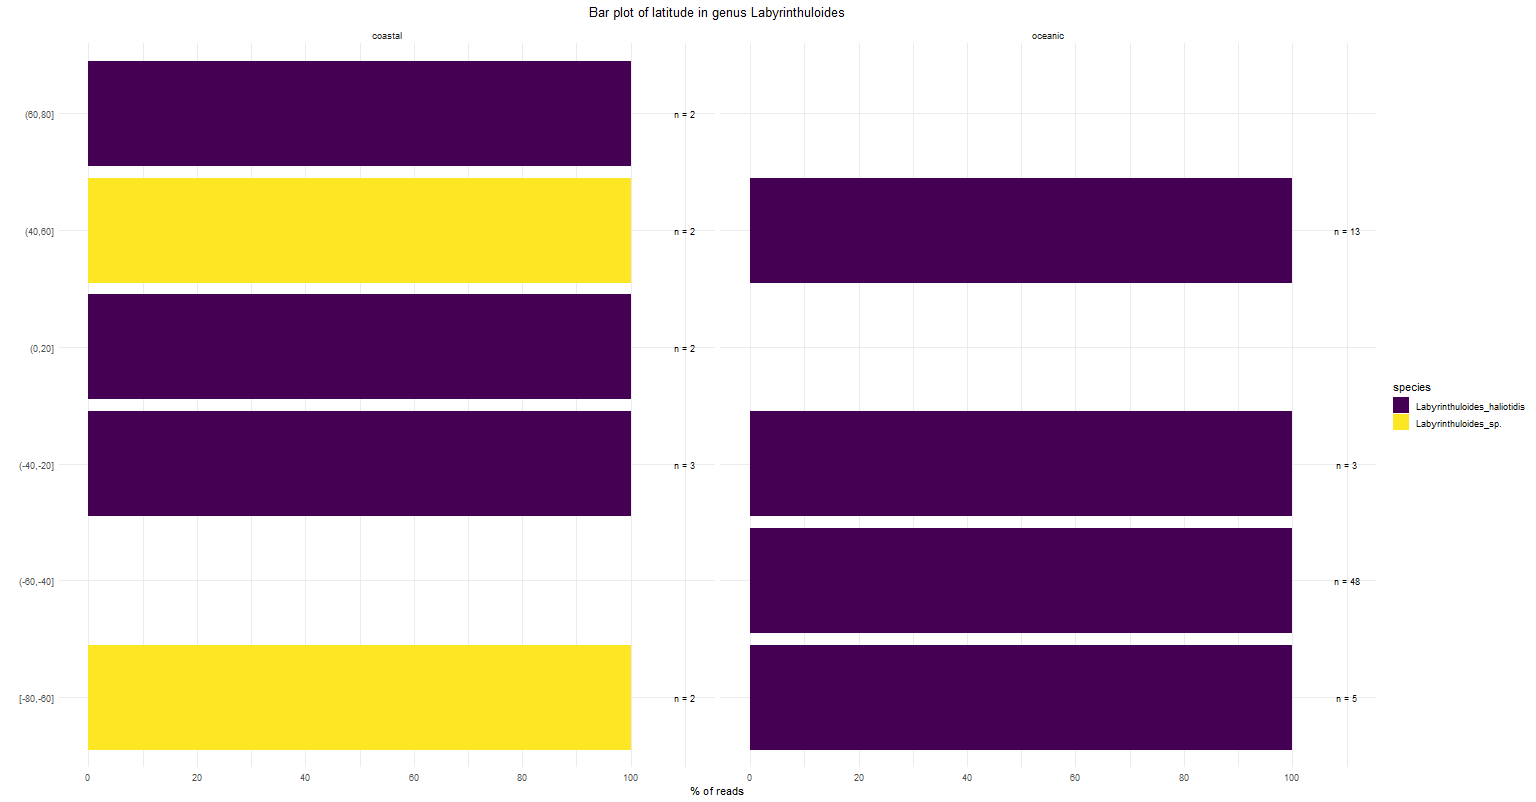 Bar plot of latitude in genus Labyrinthuloides
coastal
oceanic
(60,80]
n = 2
(40,60]
n = 2
n = 13
(0,20]
n = 2
(-40,-20]
n = 3
n = 3
(-60,-40]
n = 48
[-80,-60]
n = 2
n = 5
0 20 40 60 80 100
0 20 40 60 80 100
% of reads
species
Labyrinthuloides_haliotidis
Labyrinthuloides_sp.